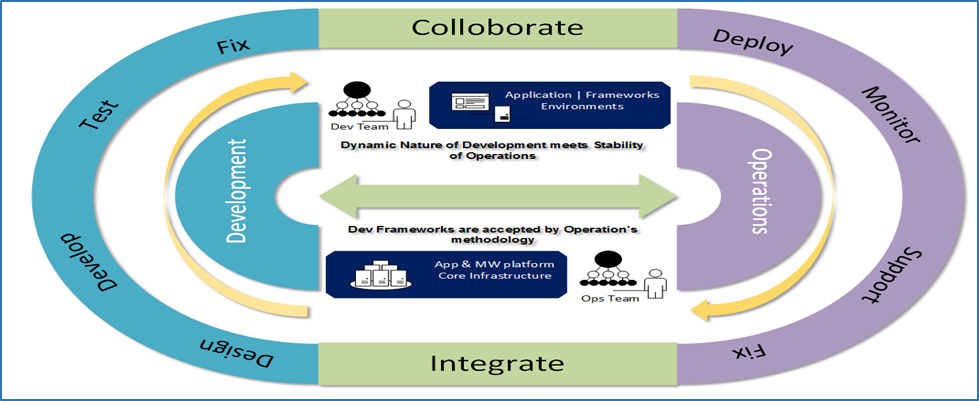 Colloborate
Fix
Test
Develop
Design
Deploy
Monitor
Support
Fix
Dev Team
Application | Frameworks
Environments
Dynamic Nature of Development meets Stability
of Operations
Development
Operations
Dev Frameworks are accepted by Operation's
methodology
App & MW platform
Core Infrastructure
Ops Team
Integrate